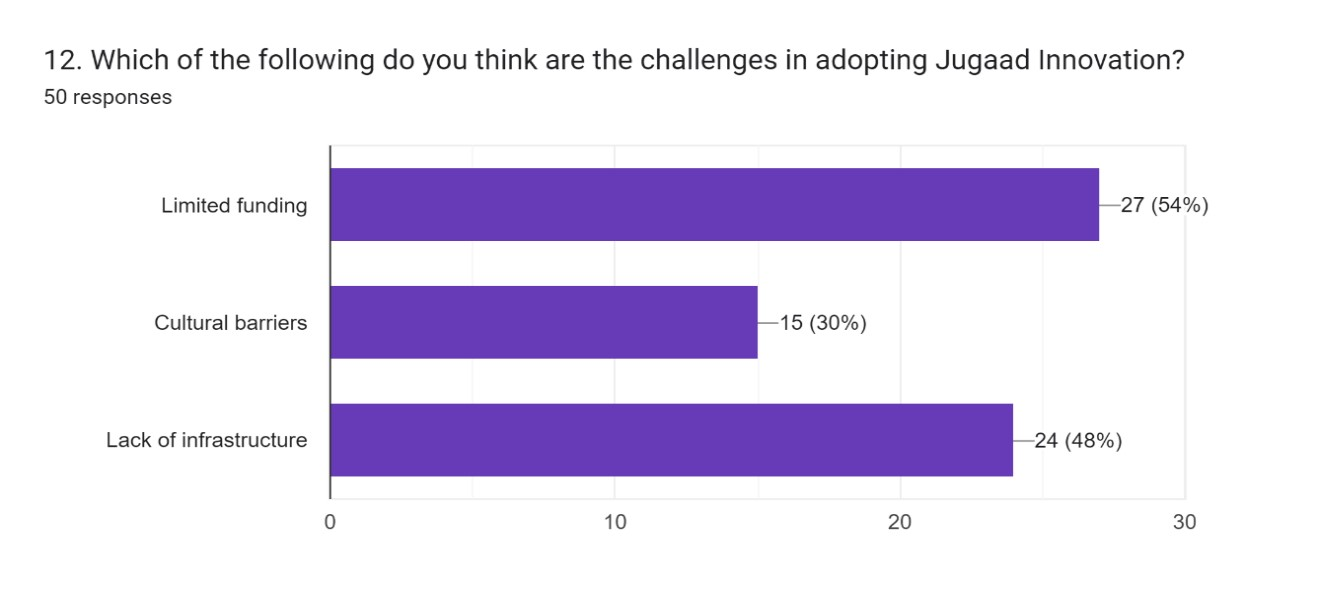 12. Which of the following do you think are the challenges in adopting Jugaad Innovation?
50 responses
Limited funding
27 (54%)
Cultural barriers
15 (30%)
Lack of infrastructure
24 (48%)
0 10 20 30